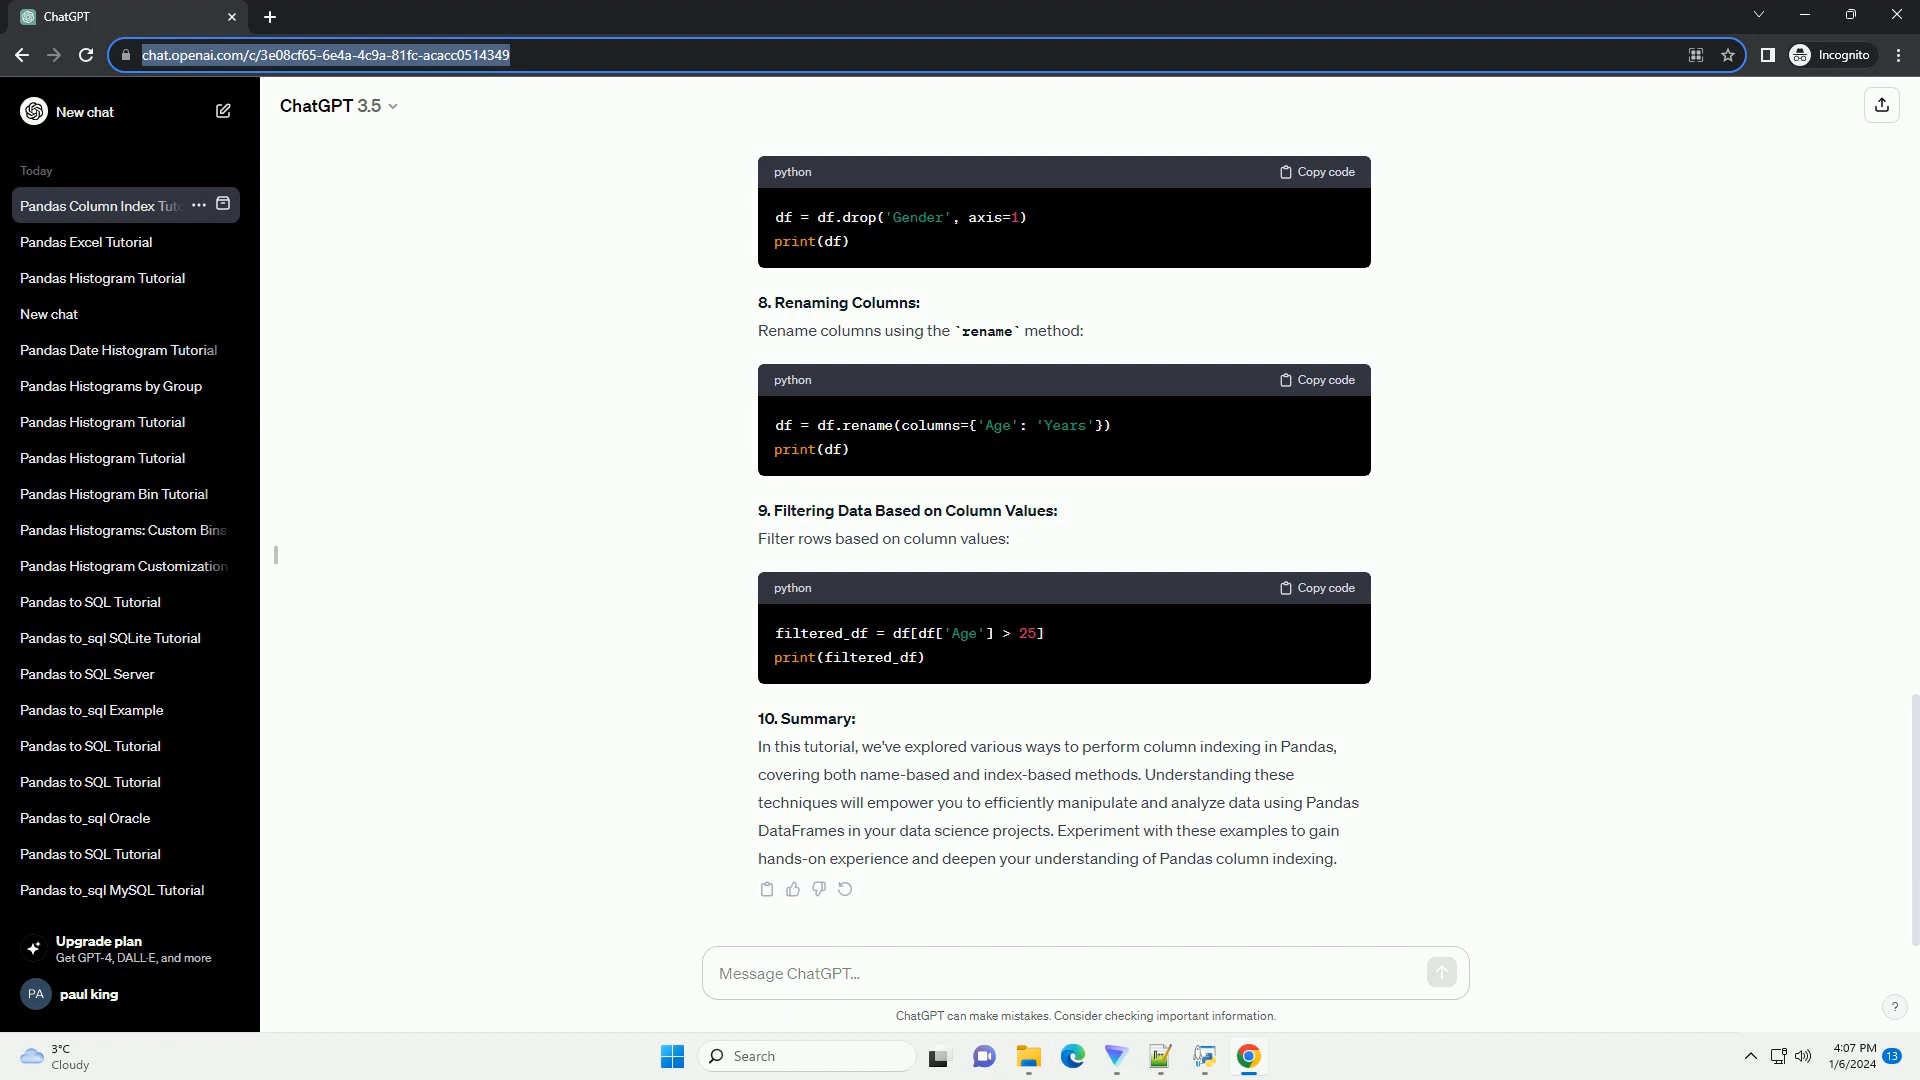 ChatGPT
chat.openai.com/c/3e08cf65-6e4a-4c9a-81fc-acacc0514349
Incognito
New chat
ChatGPT 3.5
Today
Pandas Column Index Tut
Pandas Excel Tutorial
Pandas Histogram Tutorial
New chat
Pandas Date Histogram Tutorial
Pandas Histograms by Group
Pandas Histogram Tutorial
Pandas Histogram Tutorial
Pandas Histogram Bin Tutorial
Pandas Histograms: Custom Bins
Pandas Histogram Customization
Pandas to SQL Tutorial
Pandas to_sql SQLite Tutorial
Pandas to SQL Server
Pandas to_sql Example
Pandas to SQL Tutorial
Pandas to SQL Tutorial
Pandas to_sql Oracle
Pandas to SQL Tutorial
Pandas to_sql MySQL Tutorial
Upgrade plan
Get GPT-4, DALL·E, and more
PA paul king
python Copy code
df = df.drop('Gender', axis=1)
print(df)
8. Renaming Columns:
Rename columns using the `rename` method:
python Copy code
df = df.rename(columns={'Age': 'Years'})
print(df)
9. Filtering Data Based on Column Values:
Filter rows based on column values:
python Copy code
filtered_df = df[df['Age'] > 25]
print(filtered_df)
10. Summary:
In this tutorial, we've explored various ways to perform column indexing in Pandas,
covering both name-based and index-based methods. Understanding these
techniques will empower you to efficiently manipulate and analyze data using Pandas
DataFrames in your data science projects. Experiment with these examples to gain
hands-on experience and deepen your understanding of Pandas column indexing.
Message ChatGPT...
ChatGPT can make mistakes. Consider checking important information.
?
3°C
Cloudy
Search
4:07 PM
1/6/2024
13